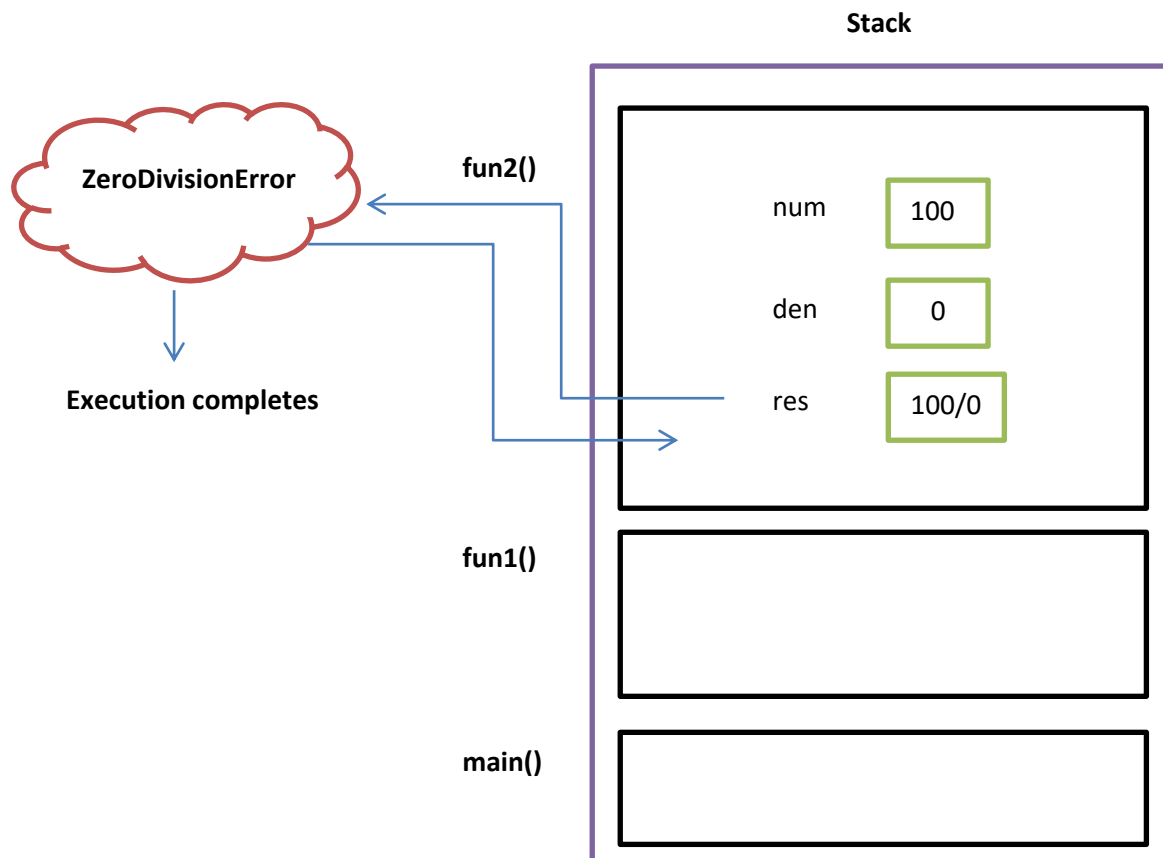 Stack
ZeroDivisionError
fun2()
num 100
den 0
Execution completes
res 100/0
fun1()
main()